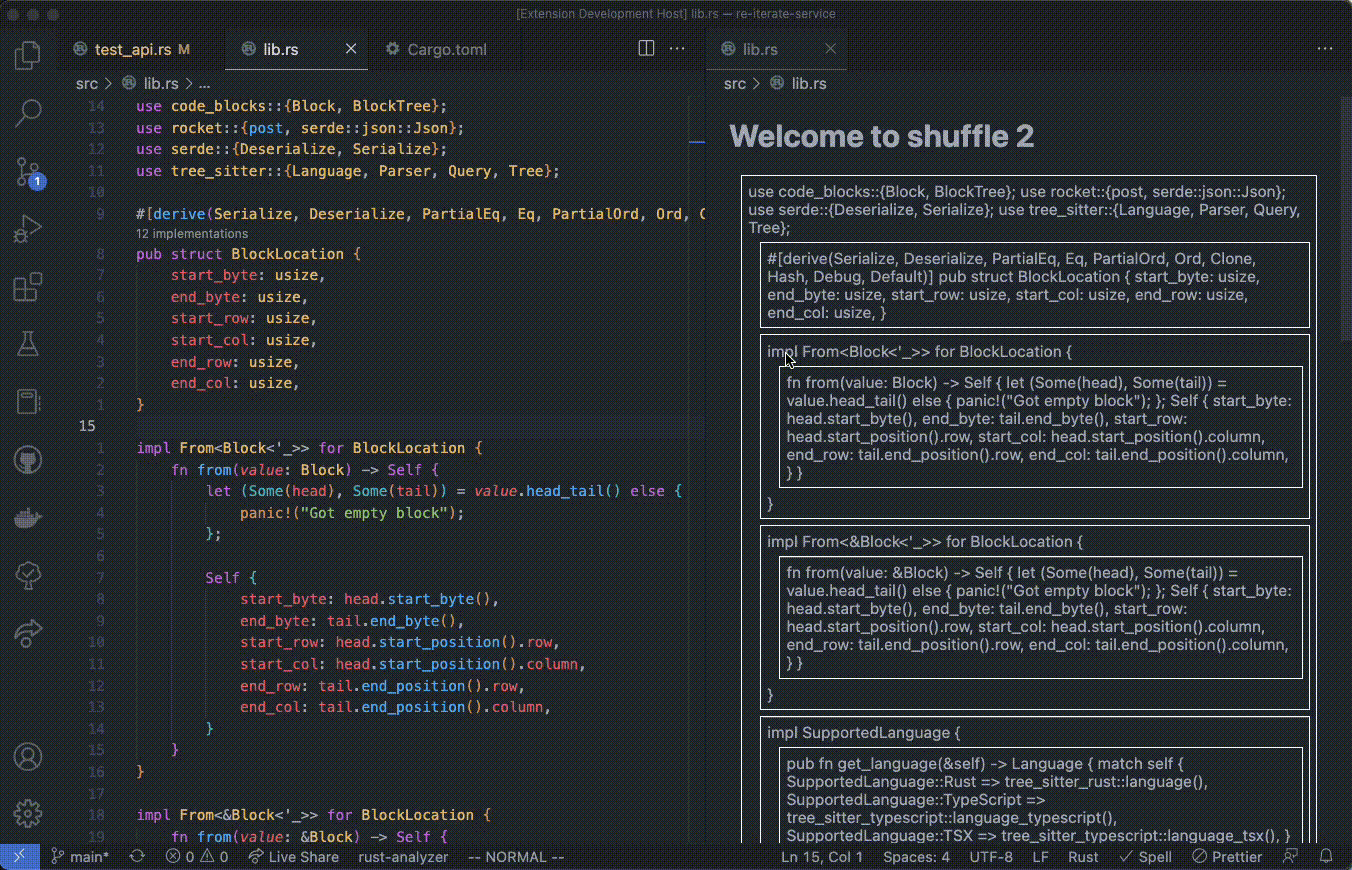 [Extension Development Host] lib.rs — re-iterate-service
test_api.rs M
lib.rs
Cargo.toml
src > lib.rs > ...
14 use code_blocks::{Block, BlockTree};
13 use rocket::{post, serde::json::Json};
12 use serde::{Deserialize, Serialize};
11 use tree_sitter::{Language, Parser, Query, Tree};
10
9 #[derive(Serialize, Deserialize, PartialEq, Eq, PartialOrd, Ord, C
12 implementations
8 pub struct BlockLocation {
7 start_byte: usize,
6 end_byte: usize,
5 start_row: usize,
4 start_col: usize,
3 end_row: usize,
2 end_col: usize,
1 }
15
1 impl From<Block<'_>> for BlockLocation {
2 fn from(value: Block) -> Self {
3 let (Some(head), Some(tail)) = value.head_tail() else {
4 panic!("Got empty block");
5 };
6
7 Self {
8 start_byte: head.start_byte(),
9 end_byte: tail.end_byte(),
10 start_row: head.start_position().row,
11 start_col: head.start_position().column,
12 end_row: tail.end_position().row,
13 end_col: tail.end_position().column,
14 }
15 }
16 }
17
18 impl From<&Block<'_>> for BlockLocation {
19 fn from(value: &Block) -> Self {
lib.rs
src > lib.rs
Welcome to shuffle 2
use code_blocks::{Block, BlockTree}; use rocket::{post, serde::json::Json};
use serde::{Deserialize, Serialize}; use tree_sitter::{Language, Parser, Query,
Tree};
#[derive(Serialize, Deserialize, PartialEq, Eq, PartialOrd, Ord, Clone,
Hash, Debug, Default)] pub struct BlockLocation { start_byte: usize,
end_byte: usize, start_row: usize, start_col: usize, end_row: usize,
end_col: usize, }
impl From<Block<'_>> for BlockLocation {
fn from(value: Block) -> Self { let (Some(head), Some(tail)) =
value.head_tail() else { panic!("Got empty block"); }; Self { start_byte:
head.start_byte(), end_byte: tail.end_byte(), start_row:
head.start_position().row, start_col: head.start_position().column,
end_row: tail.end_position().row, end_col: tail.end_position().column,
} }
}
impl From<&Block<'_>> for BlockLocation {
fn from(value: &Block) -> Self { let (Some(head), Some(tail)) =
value.head_tail() else { panic!("Got empty block"); }; Self { start_byte:
head.start_byte(), end_byte: tail.end_byte(), start_row:
head.start_position().row, start_col: head.start_position().column,
end_row: tail.end_position().row, end_col: tail.end_position().column,
} }
}
impl SupportedLanguage {
pub fn get_language(&self) -> Language { match self {
SupportedLanguage::Rust => tree_sitter_rust::language(),
SupportedLanguage::TypeScript =>
tree_sitter_typescript::language_typescript(),
SupportedLanguage::TSX => tree_sitter_typescript::language_tsx(), }
1
main* 0 0 Live Share rust-analyzer -- NORMAL -- Ln 15, Col 1 Spaces: 4 UTF-8 LF Rust Spell Prettier